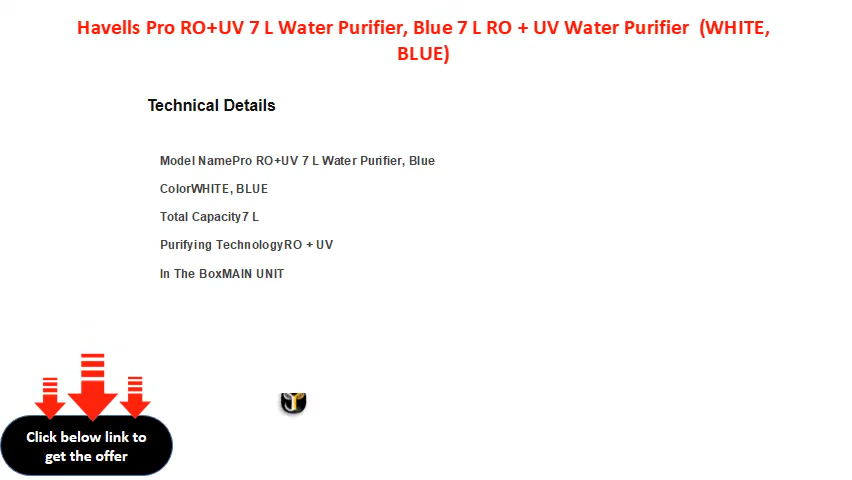 Havells Pro RO+UV 7 L Water Purifier, Blue 7 L RO + UV Water Purifier  (WHITE,
BLUE)
Technical Details
Model NamePro RO+UV 7 L Water Purifier, Blue
ColorWHITE, BLUE
Total Capacity7 L
Purifying TechnologyRO + UV
In The BoxMAIN UNIT
Click below link to
get the offer